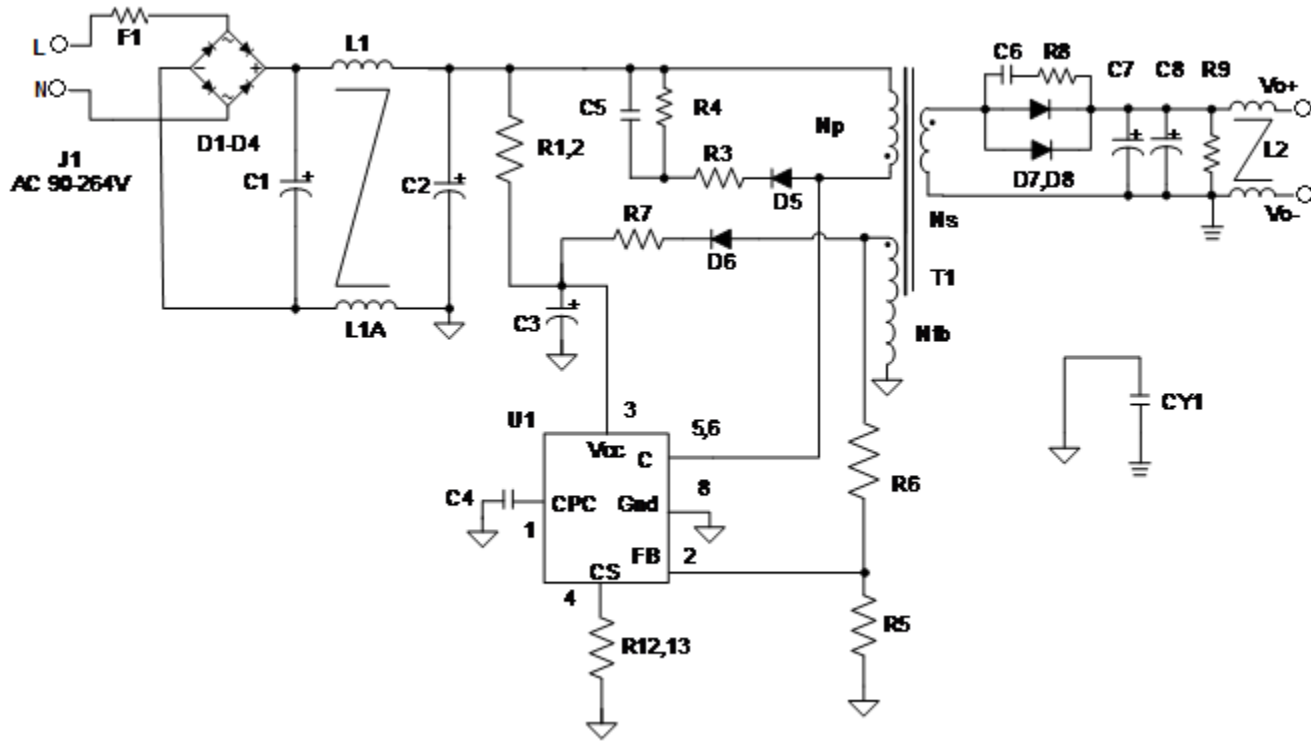 L
F1
N
J1
AC 90-264V
D1-D4
L1
C1
C2
L1A
R1,2
C5
R4
R3
D5
Np
R7
D6
C3
Ns
T1
N1b
C6
R8
C7
C8
R9
Vo+
L2
Vo-
D7,D8
CY1
U1
3
Vcc
C
5,6
C4
CPC
1
Gnd
8
FB
2
CS
4
R12,13
R6
R5
+
+
+
+
+
~
~
-
+